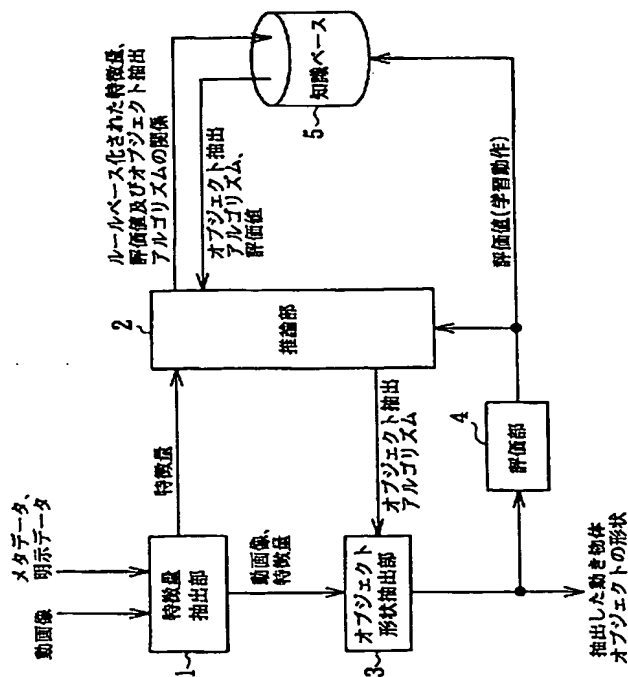 動画像
メタデータ、
明示データ
特徴量
抽出部
1
特徴量
動画像、
特徴量
オブジェクト
形状抽出部
3
抽出した動き物体
オブジェクトの形状
2
推論部
オブジェクト抽出
アルゴリズム
ルールベース化された特徴量、
評価値及びオブジェクト抽出
アルゴリズムの関係
オブジェクト抽出
アルゴリズム、
評価値
知識ベース
5
4
評価部
評価値(学習動作)